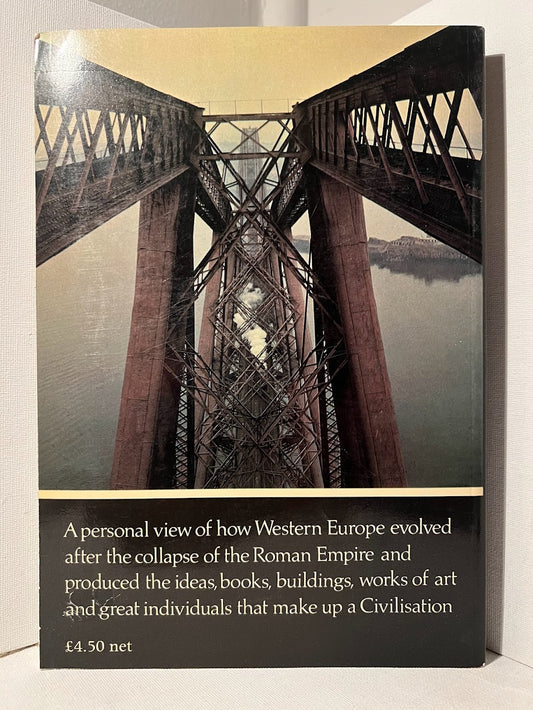 A personal view of how Western Europe evolved
after the collapse of the Roman Empire and
produced the ideas, books, buildings, works of art
and great individuals that make up a Civilisation
£4.50 net